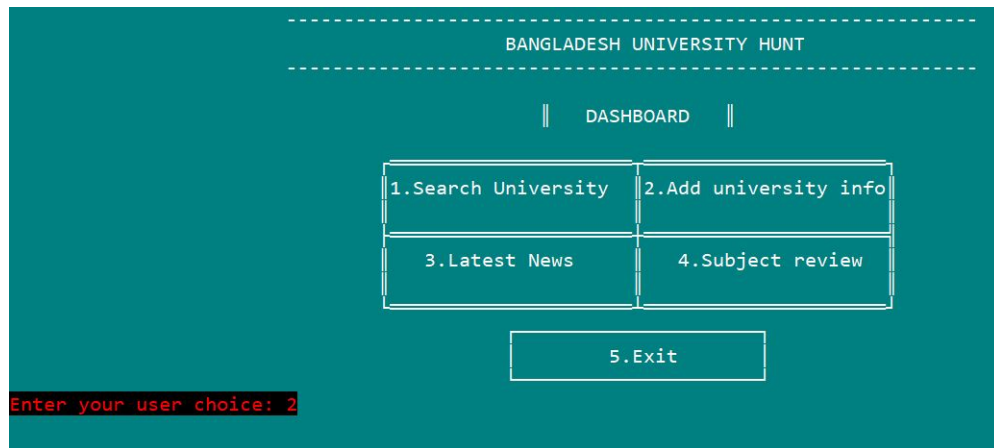 BANGLADESH UNIVERSITY HUNT
DASHBOARD
1.Search University 2.Add university info
3.Latest News 4.Subject review
5.Exit
Enter your user choice: 2